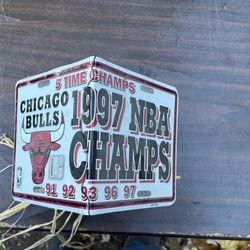 5 TIME CHAMPS
CHICAGO
BULLS
1997 NBA
CHAMPS
91 92 93 96 97